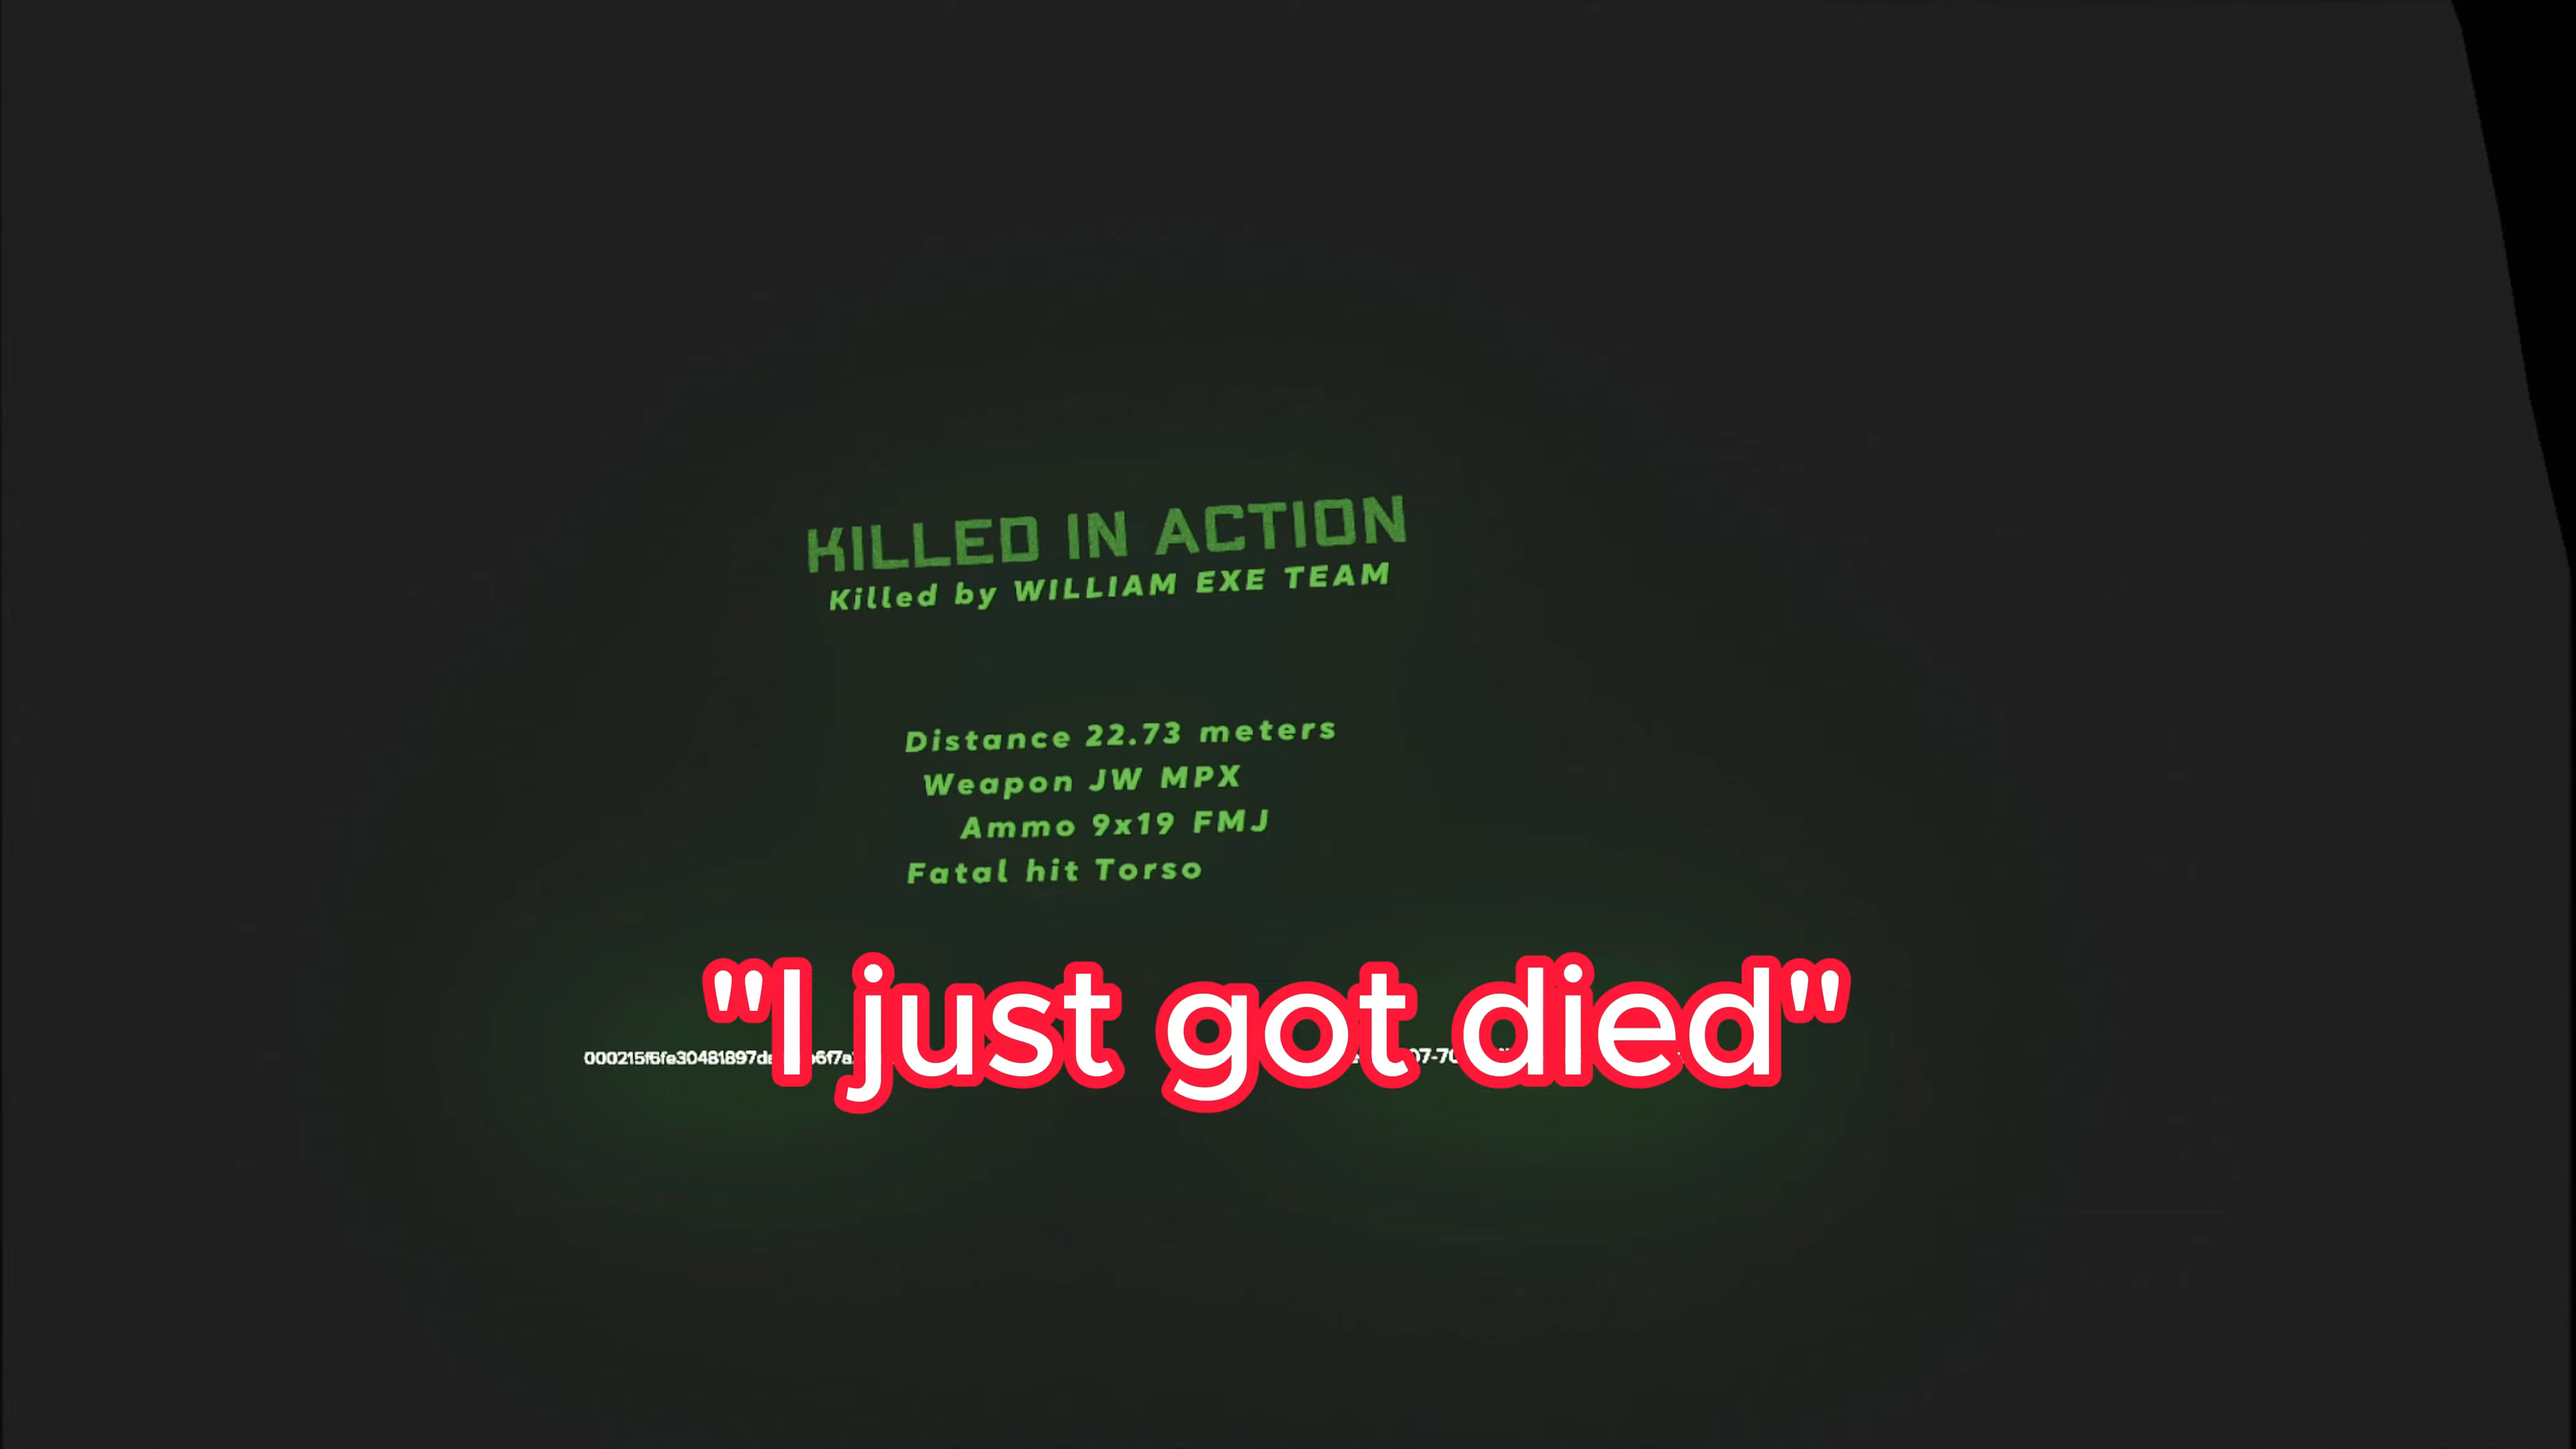 KILLED IN ACTION
Killed by WILLIAM EXE TEAM
Distance 22.73 meters
Weapon JW MPX
Ammo 9x19 FMJ
Fatal hit Torso
"I just got died"